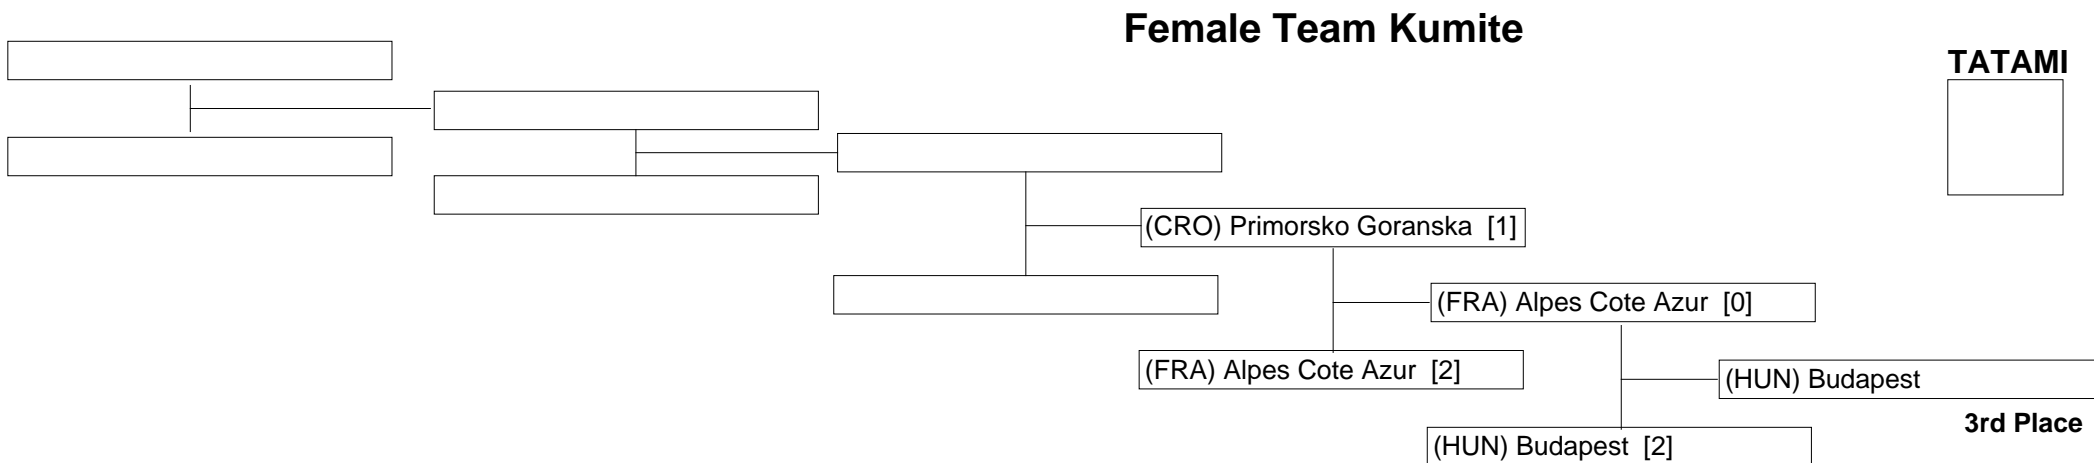 Female Team Kumite
TATAMI
(CRO) Primorsko Goranska [1]
(FRA) Alpes Cote Azur [0]
(FRA) Alpes Cote Azur [2]
(HUN) Budapest
3rd Place
(HUN) Budapest [2]